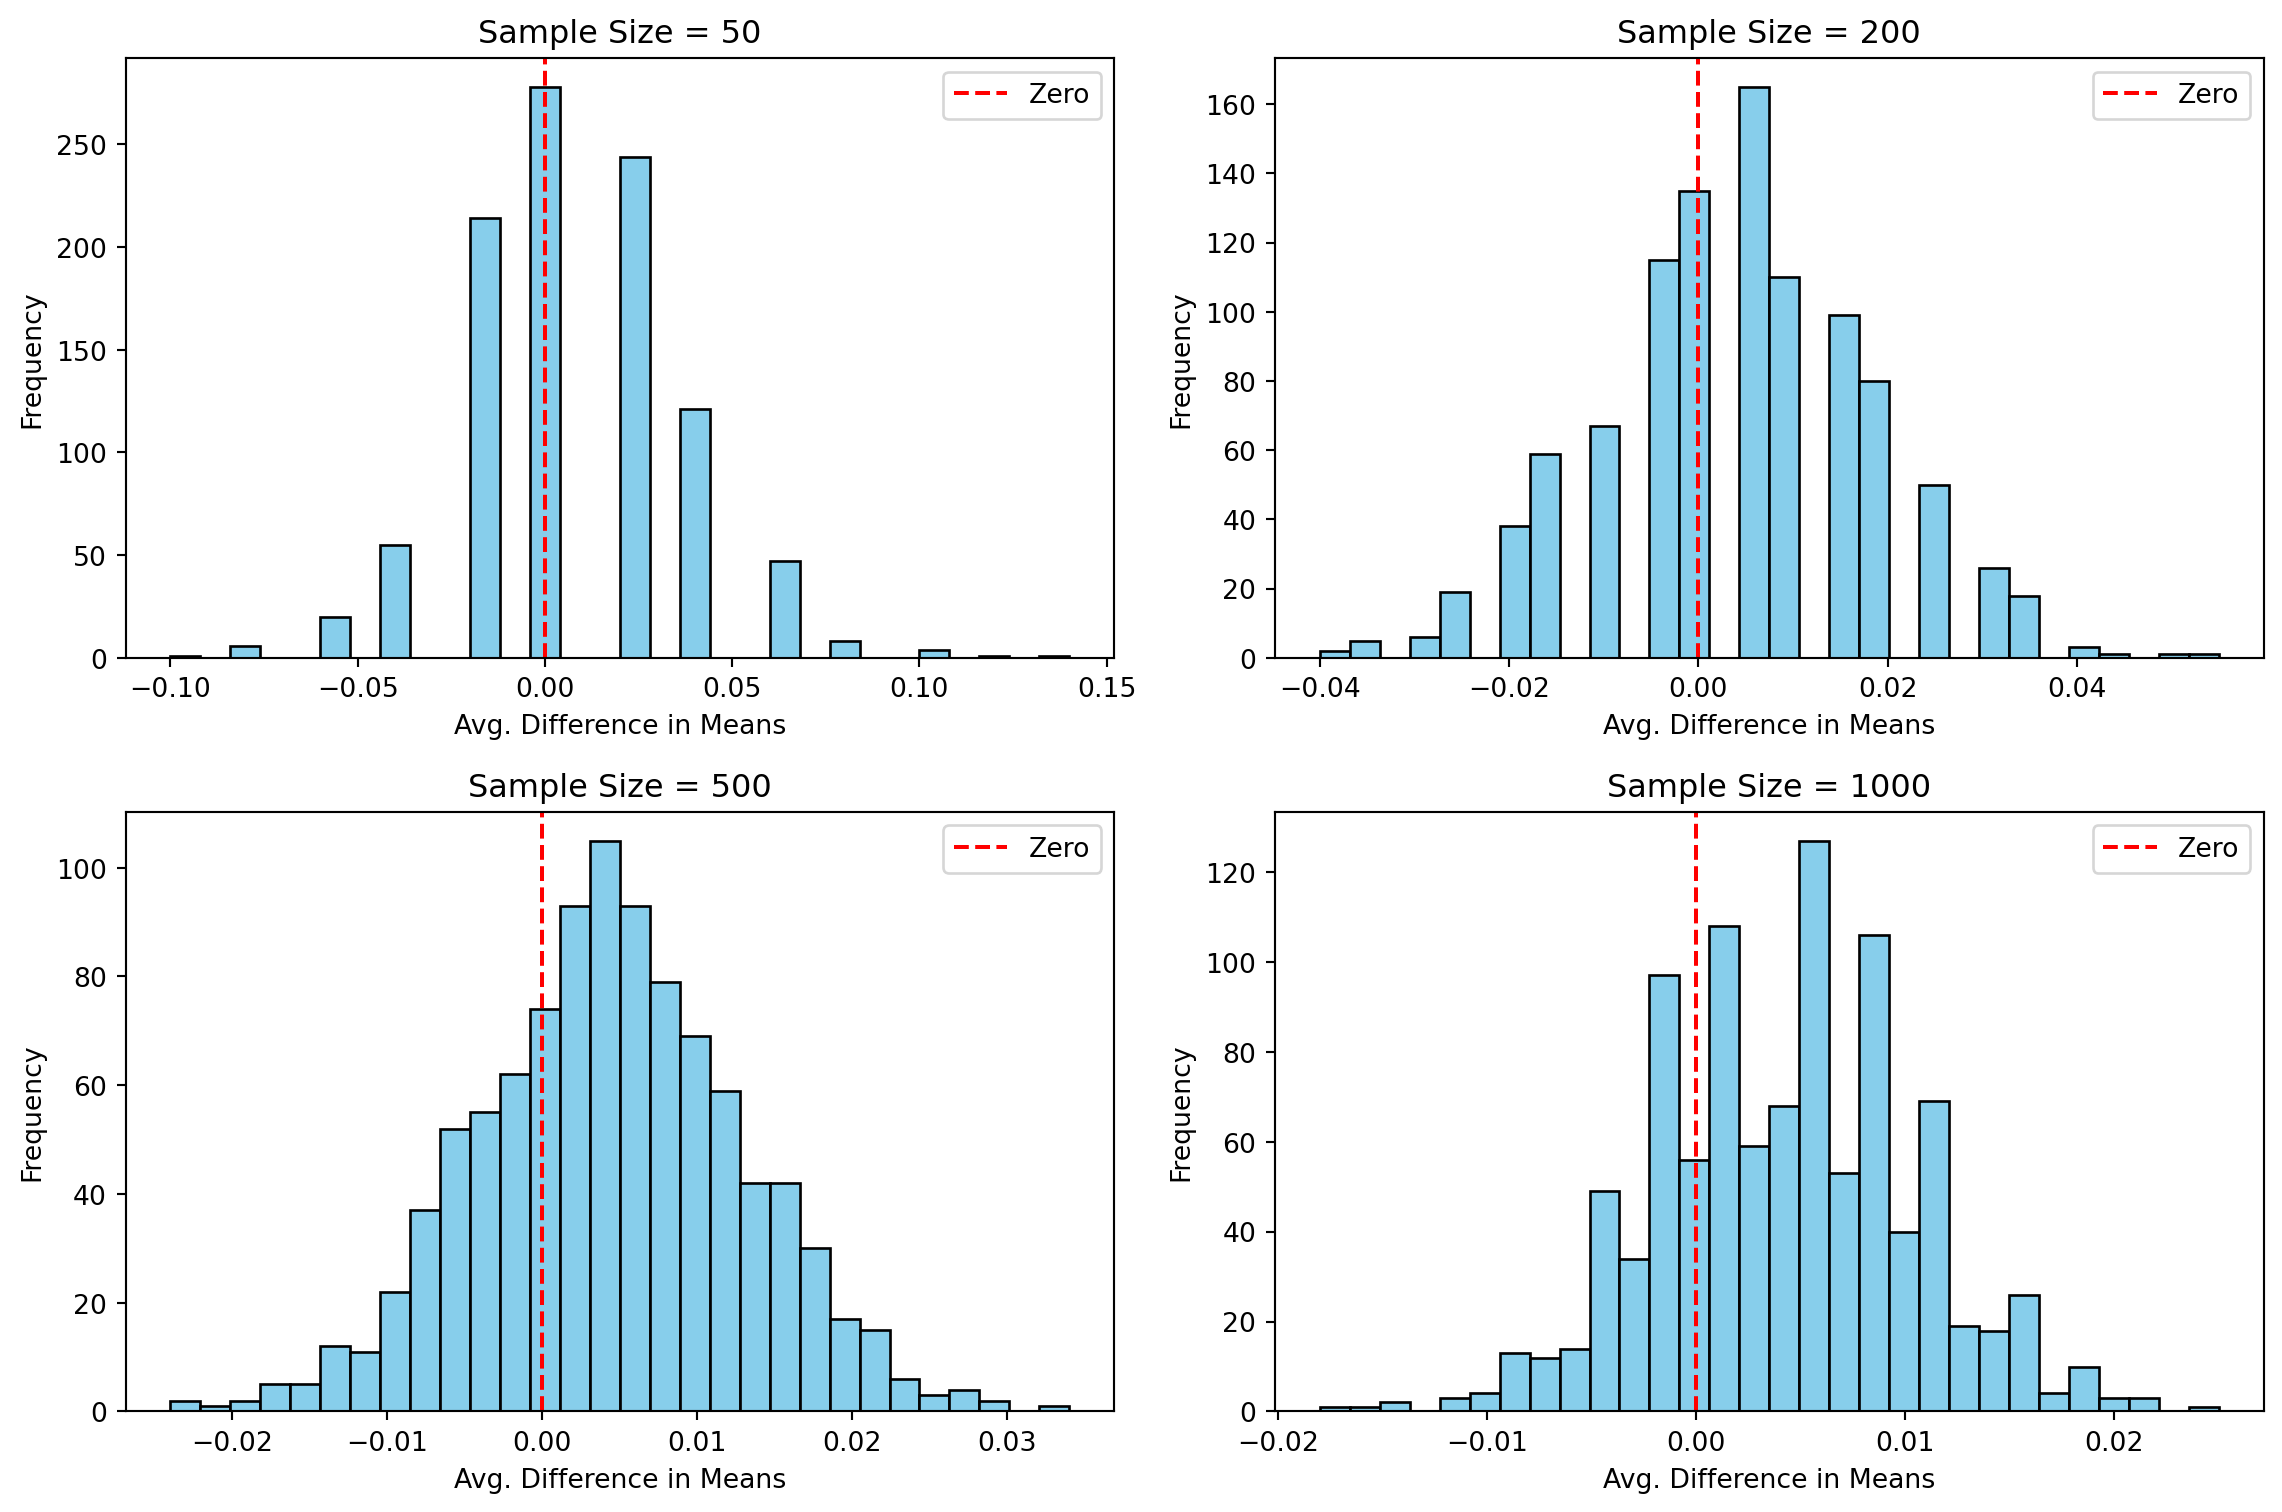 Sample Size = 50
Zero
250
200
150
100
50
0
Frequency
−0.10 −0.05 0.00 0.05 0.10 0.15
Avg. Difference in Means
Sample Size = 200
Zero
160
140
120
100
80
60
40
20
0
Frequency
−0.04 −0.02 0.00 0.02 0.04
Avg. Difference in Means
Sample Size = 500
Zero
100
80
60
40
20
0
Frequency
−0.02 −0.01 0.00 0.01 0.02 0.03
Avg. Difference in Means
Sample Size = 1000
Zero
120
100
80
60
40
20
0
Frequency
−0.02 −0.01 0.00 0.01 0.02
Avg. Difference in Means